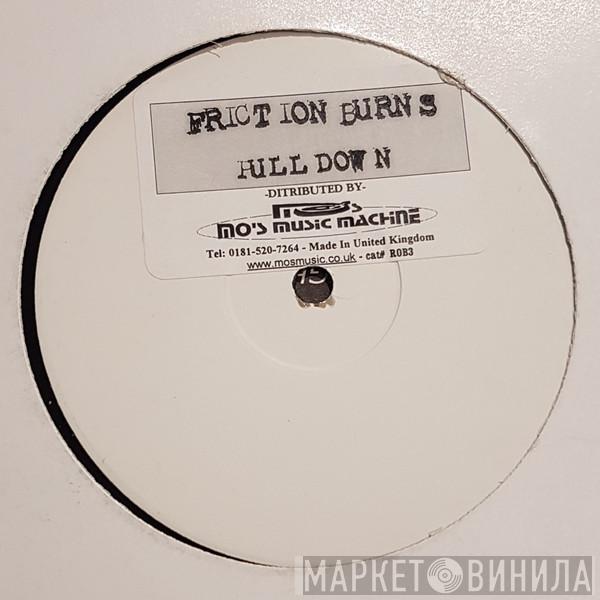 FRICTION BURNS
PULL DOWN
-DITRIBUTED BY-
MO'S MUSIC MACHINE
Tel: 0181-520-7264 - Made In United Kingdom
www.mosmusic.co.uk - cat# ROB3
МАРКЕТ ВИНИЛА